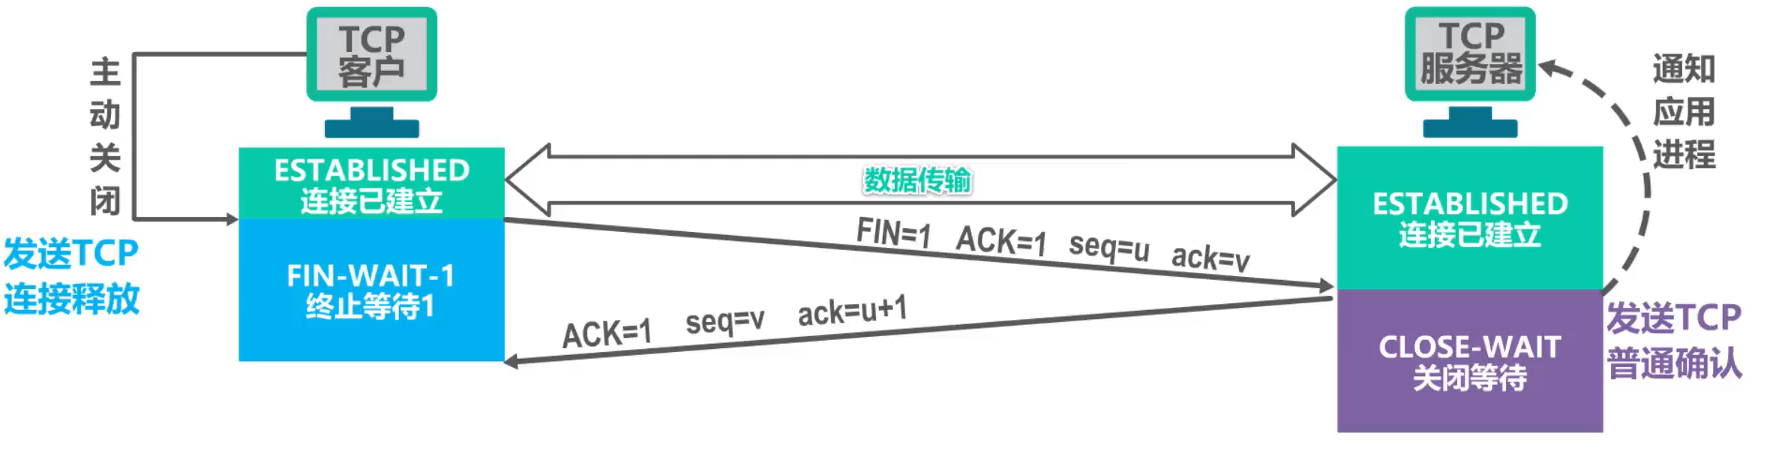 TCP
客户
TCP
服务器
主动关闭
通知应用进程
ESTABLISHED
连接已建立
数据传输
ESTABLISHED
连接已建立
发送TCP
连接释放
FIN=1 ACK=1 seq=u ack=v
FIN-WAIT-1
终止等待1
ACK=1 seq=v ack=u+1
CLOSE-WAIT
关闭等待
发送TCP
普通确认